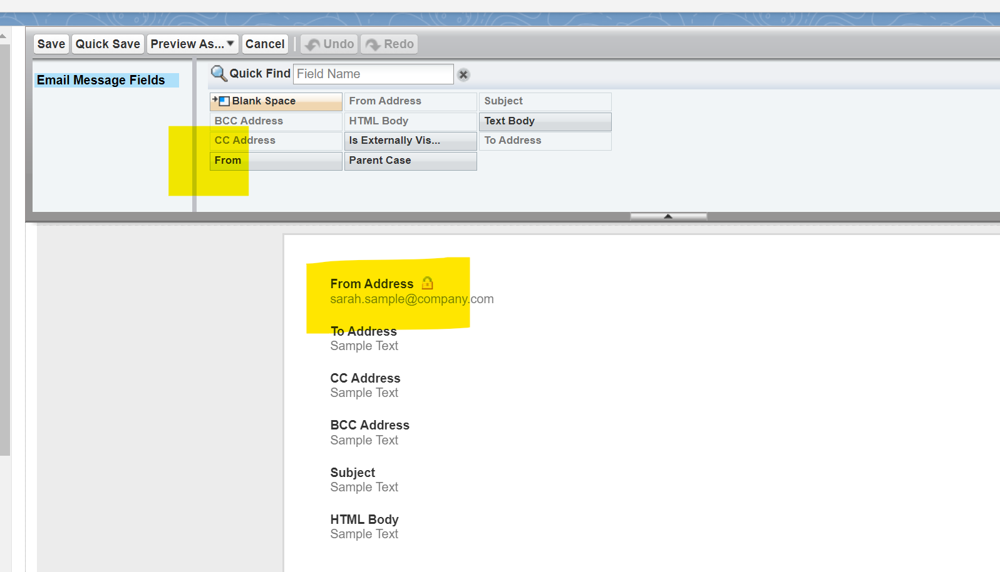 Save Quick Save Preview As... Cancel Undo Redo
Email Message Fields
Quick Find Field Name
Blank Space From Address Subject
BCC Address HTML Body Text Body
CC Address Is Externally Vis... To Address
From Parent Case
From Address
sarah.sample@company.com
To Address
Sample Text
CC Address
Sample Text
BCC Address
Sample Text
Subject
Sample Text
HTML Body
Sample Text